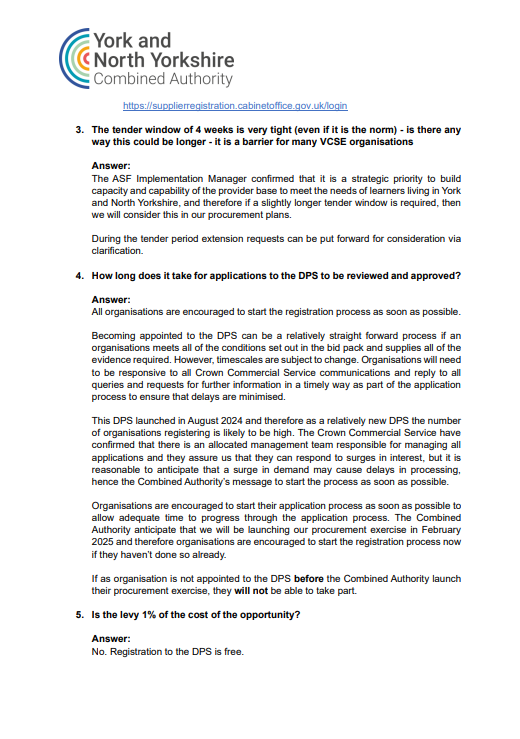 York and
North Yorkshire
Combined Authority
https://supplierregistration.cabinetoffice.gov.uk/login
3. The tender window of 4 weeks is very tight (even if it is the norm) - is there any
way this could be longer - it is a barrier for many VCSE organisations
Answer:
The ASF Implementation Manager confirmed that it is a strategic priority to build
capacity and capability of the provider base to meet the needs of learners living in York
and North Yorkshire, and therefore if a slightly longer tender window is required, then
we will consider this in our procurement plans.
During the tender period extension requests can be put forward for consideration via
clarification.
4. How long does it take for applications to the DPS to be reviewed and approved?
Answer:
All organisations are encouraged to start the registration process as soon as possible.
Becoming appointed to the DPS can be a relatively straight forward process if an
organisations meets all of the conditions set out in the bid pack and supplies all of the
evidence required. However, timescales are subject to change. Organisations will need
to be responsive to all Crown Commercial Service communications and reply to all
queries and requests for further information in a timely way as part of the application
process to ensure that delays are minimised.
This DPS launched in August 2024 and therefore as a relatively new DPS the number
of organisations registering is likely to be high. The Crown Commercial Service have
confirmed that there is an allocated management team responsible for managing all
applications and they assure us that they can respond to surges in interest, but it is
reasonable to anticipate that a surge in demand may cause delays in processing,
hence the Combined Authority's message to start the process as soon as possible.
Organisations are encouraged to start their application process as soon as possible to
allow adequate time to progress through the application process. The Combined
Authority anticipate that we will be launching our procurement exercise in February
2025 and therefore organisations are encouraged to start the registration process now
if they haven't done so already.
If as organisation is not appointed to the DPS before the Combined Authority launch
their procurement exercise, they will not be able to take part.
5. Is the levy 1% of the cost of the opportunity?
Answer:
No. Registration to the DPS is free.